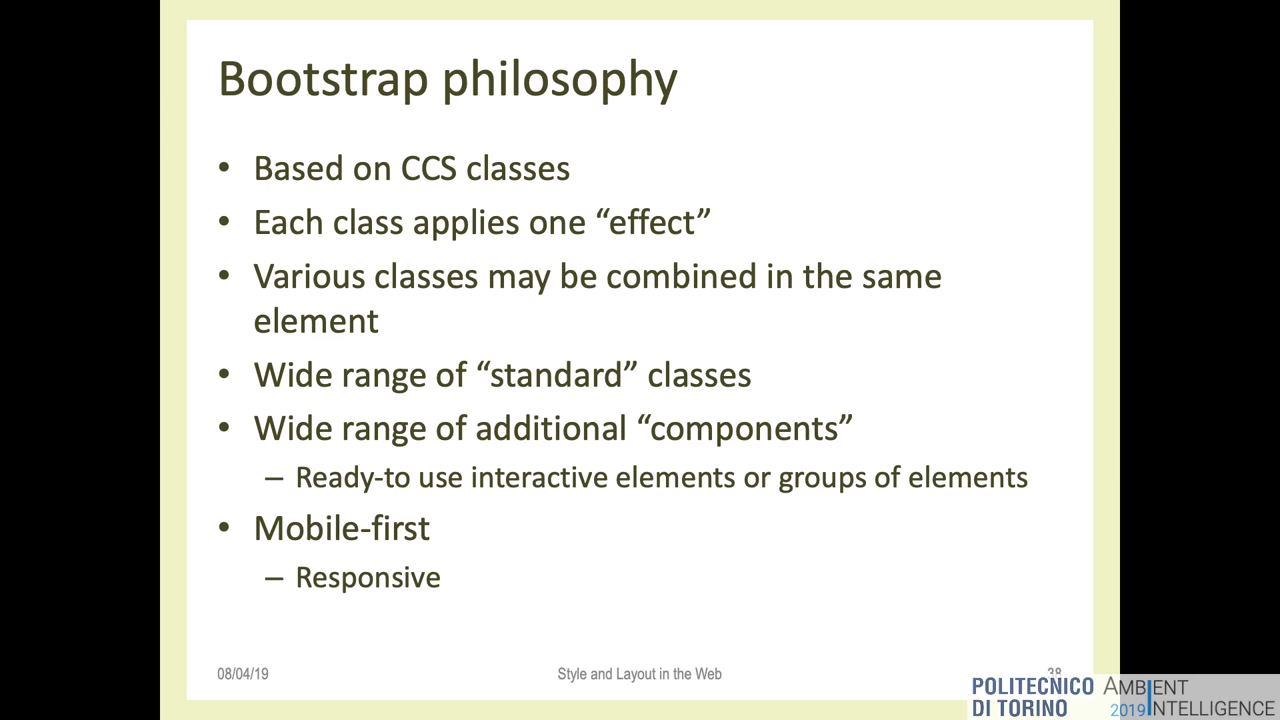 Bootstrap philosophy
• Based on CCS classes
• Each class applies one “effect”
• Various classes may be combined in the same
element
• Wide range of “standard” classes
• Wide range of additional “components”
– Ready-to use interactive elements or groups of elements
• Mobile-first
– Responsive
08/04/19
Style and Layout in the Web
38
POLITECNICO
DI TORINO
AMBIENT
2019 INTELLIGENCE